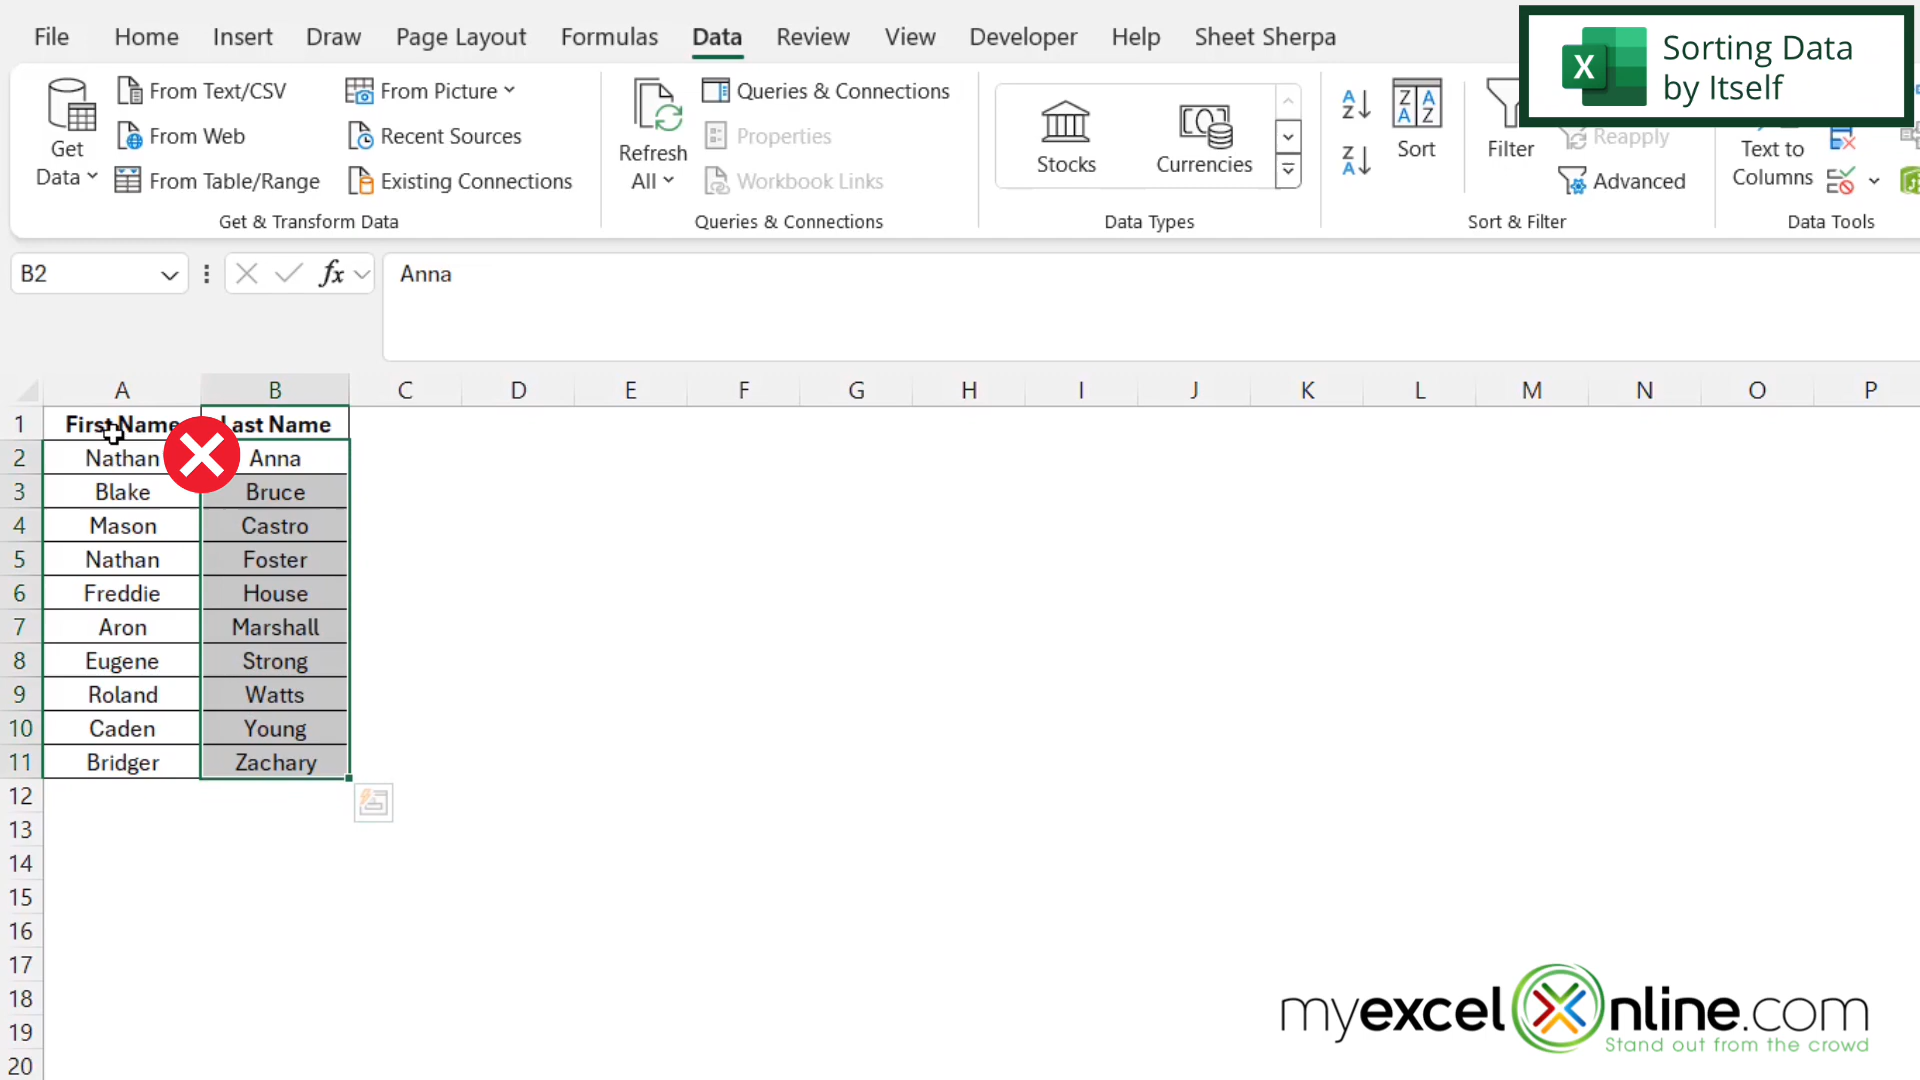 File Home Insert Draw Page Layout Formulas Data Review View Developer Help Sheet Sherpa
Sorting Data
by Itself
X
Get
Data
From Text/CSV
From Web
From Table/Range
From Picture
Recent Sources
Existing Connections
Get & Transform Data
Refresh
All
Queries & Connections
Properties
Workbook Links
Queries & Connections
Stocks
Currencies
Data Types
A
Z
Z
A
Z A
A Z
Sort
Filter
Reapply
Advanced
Sort & Filter
Text to
Columns
Data Tools
B2
fx
Anna
A B C D E F G H I J K L M N O P
1 First Name Last Name
2 Nathan Anna
3 Blake Bruce
4 Mason Castro
5 Nathan Foster
6 Freddie House
7 Aron Marshall
8 Eugene Strong
9 Roland Watts
10 Caden Young
11 Bridger Zachary
12
13
14
15
16
17
18
19
20
myexcelonline.com
Stand out from the crowd